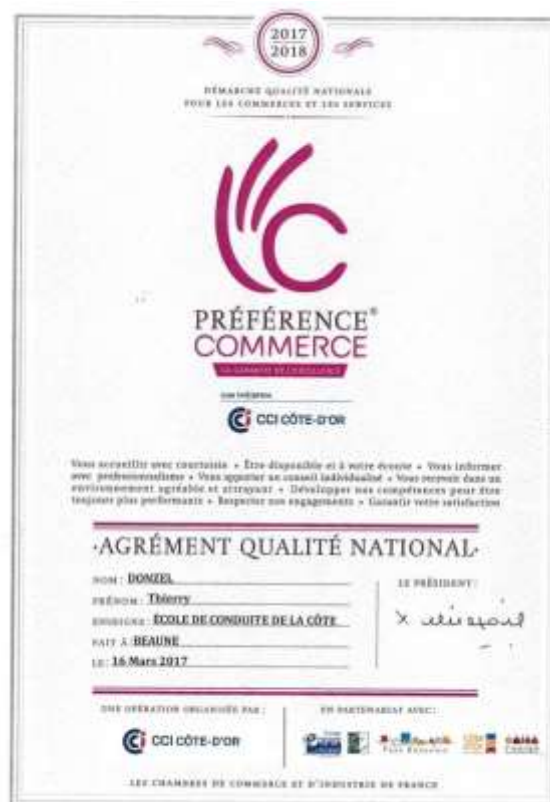 2017
2018
DÉMARCHE QUALITÉ NATIONALE
POUR LES COMMERCES ET LES SERVICES
PRÉFÉRENCE®
COMMERCE
LA GARANTIE DE L'EXCELLENCE
CCI CÔTE-D'OR
Vous accueillir avec courtoisie • Être disponible et à votre écoute • Vous informer
avec professionnalisme • Vous apporter un conseil individualisé • Vous recevoir dans un
environnement agréable et attrayant • Développer nos compétences pour être
toujours plus performants • Respecter nos engagements • Garantir votre satisfaction
·AGRÉMENT QUALITÉ NATIONAL·
NOM : DONZEL
PRÉNOM : Thierry
ENSEIGNE : ÉCOLE DE CONDUITE DE LA CÔTE
FAIT À BEAUNE
LE : 16 Mars 2017
LE PRÉSIDENT :
UNE OPÉRATION ORGANISÉE PAR :
CCI CÔTE-D'OR
EN PARTENARIAT AVEC :
LES CHAMBRES DE COMMERCE ET D'INDUSTRIE DE FRANCE